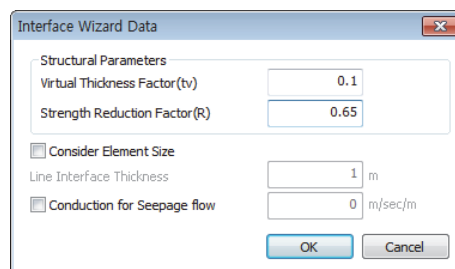 Interface Wizard Data
Structural Parameters
Virtual Thickness Factor(tv) 0.1
Strength Reduction Factor(R) 0.65
Consider Element Size
Line Interface Thickness 1 m
Conduction for Seepage flow 0 m/sec/m
OK Cancel